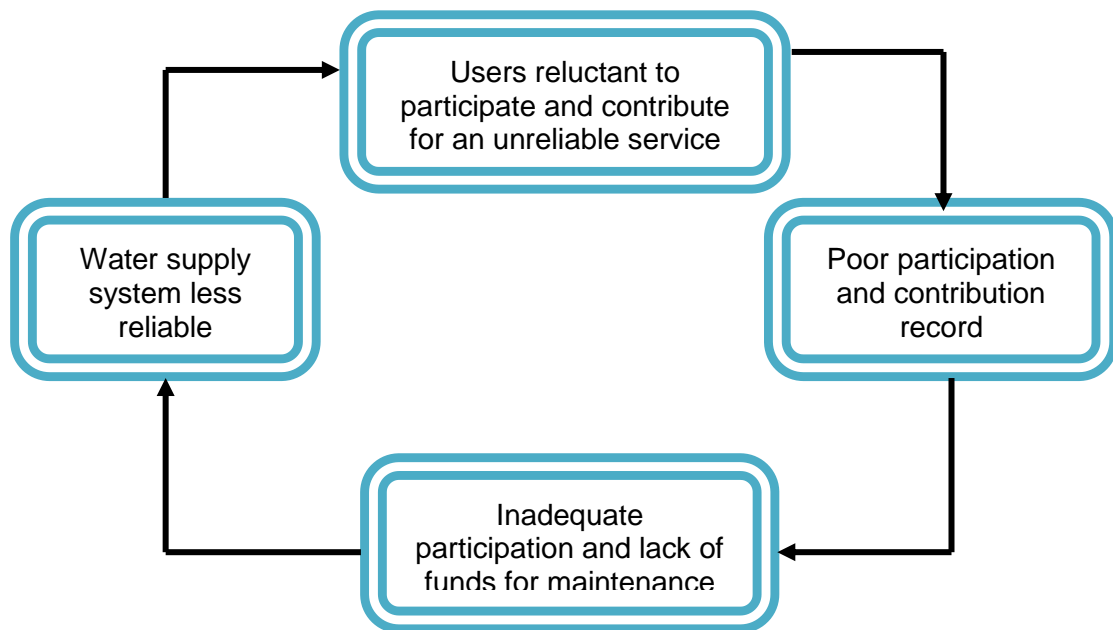 Users reluctant to
participate and contribute
for an unreliable service
Water supply
system less
reliable
Poor participation
and contribution
record
Inadequate
participation and lack of
funds for maintenance